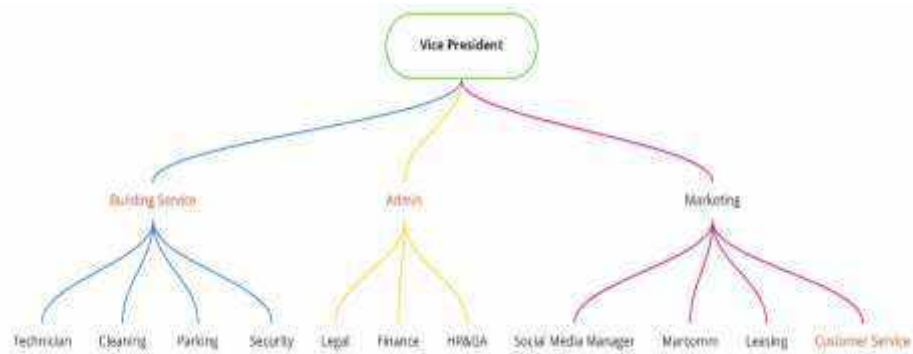 Vice President
Building Service Admin Marketing
Technician Cleaning Parking Security Legal Finance HR&GA Social Media Manager Marcomm Leasing Customer Service